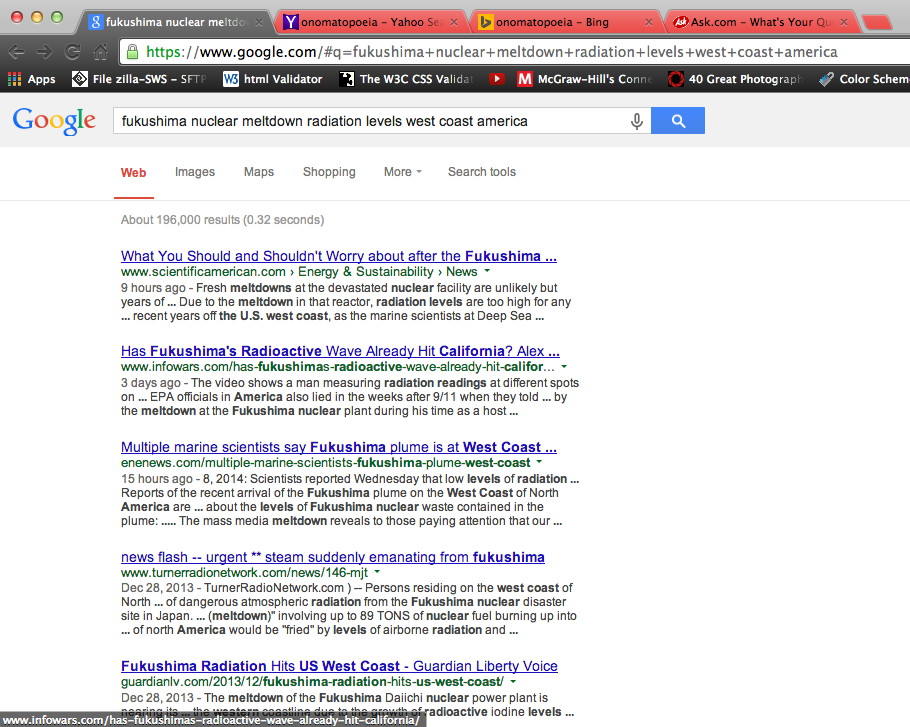 fukushima nuclear meltdo
onomatopoeia - Yahoo Se
onomatopoeia - Bing
Ask.com - What's Your Qu
https://www.google.com/#q=fukushima+nuclear+meltdown+radiation+levels+west+coast+america
Apps File zilla-SWS - SFTP W3 html Validator The W3C CSS Validat M McGraw-Hill's Conne 40 Great Photograph Color Schem
Google fukushima nuclear meltdown radiation levels west coast america
Web Images Maps Shopping More Search tools
About 196,000 results (0.32 seconds)
What You Should and Shouldn't Worry about after the Fukushima ...
www.scientificamerican.com › Energy & Sustainability › News
9 hours ago - Fresh meltdowns at the devastated nuclear facility are unlikely but
years of ... Due to the meltdown in that reactor, radiation levels are too high for any
... recent years off the U.S. west coast, as the marine scientists at Deep Sea ...
Has Fukushima's Radioactive Wave Already Hit California? Alex ...
www.infowars.com/has-fukushimas-radioactive-wave-already-hit-califor...
3 days ago - The video shows a man measuring radiation readings at different spots
on ... EPA officials in America also lied in the weeks after 9/11 when they told ... by
the meltdown at the Fukushima nuclear plant during his time as a host ...
Multiple marine scientists say Fukushima plume is at West Coast ...
enenews.com/multiple-marine-scientists-fukushima-plume-west-coast
15 hours ago - 8, 2014: Scientists reported Wednesday that low levels of radiation ...
Reports of the recent arrival of the Fukushima plume on the West Coast of North
America are ... about the levels of Fukushima nuclear waste contained in the
plume: ..... The mass media meltdown reveals to those paying attention that our ...
news flash -- urgent ** steam suddenly emanating from fukushima
www.turnerradionetwork.com/news/146-mjt
Dec 28, 2013 - TurnerRadioNetwork.com ) -- Persons residing on the west coast of
North ... of dangerous atmospheric radiation from the Fukushima nuclear disaster
site in Japan. ... (meltdown)" involving up to 89 TONS of nuclear fuel burning up into
... of north America would be "fried" by levels of airborne radiation and ...
Fukushima Radiation Hits US West Coast - Guardian Liberty Voice
guardianlv.com/2013/12/fukushima-radiation-hits-us-west-coast/
Dec 28, 2013 - The meltdown of the Fukushima Daiichi nuclear power plant is
nearing its ... the western coastline due to the growth of radioactive iodine levels ...
www.infowars.com/has-fukushimas-radioactive-wave-already-hit-california/